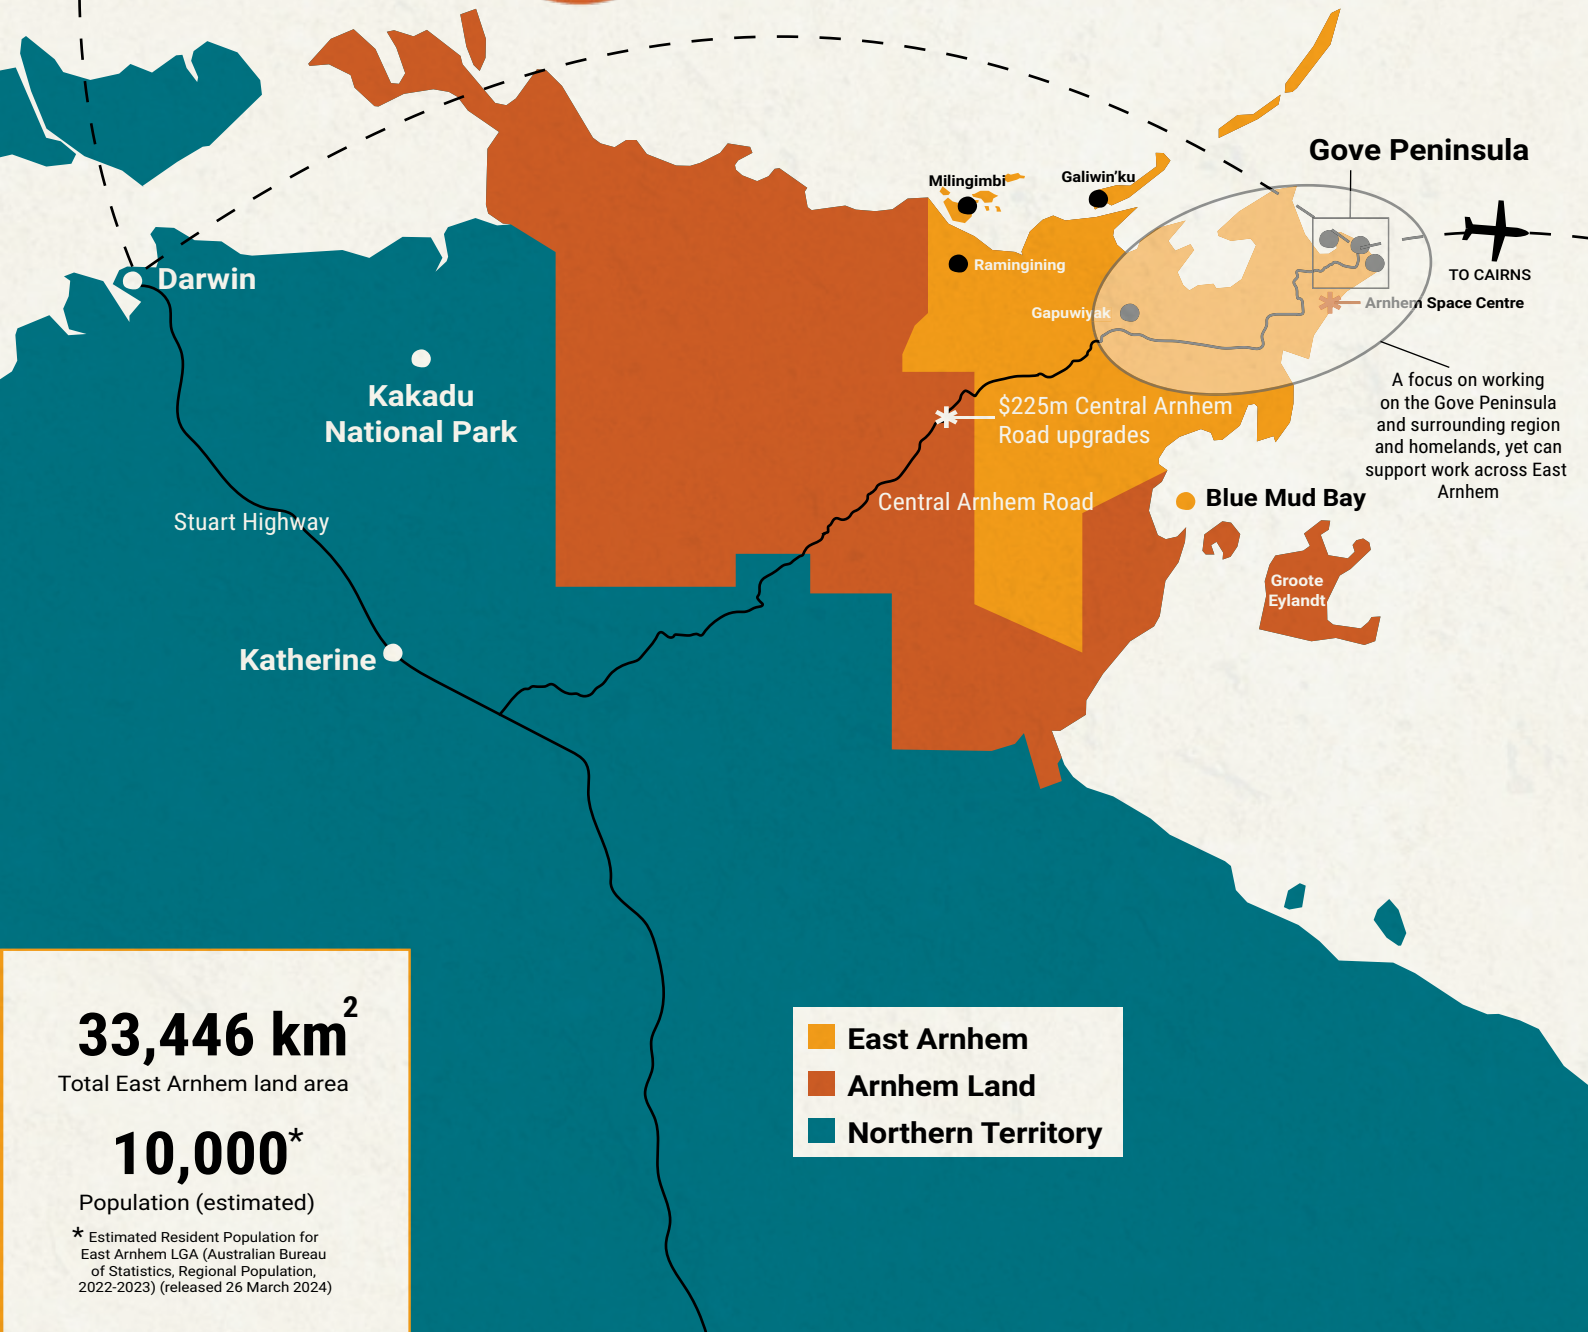 Gove Peninsula
Milingimbi
Galiwin'ku
Ramingining
Gapuwiyak
TO CAIRNS
Arnhem Space Centre
A focus on working
on the Gove Peninsula
and surrounding region
and homelands, yet can
support work across East
Arnhem
Darwin
Kakadu
National Park
$225m Central Arnhem
Road upgrades
Central Arnhem Road
Blue Mud Bay
Stuart Highway
Groote
Eylandt
Katherine
33,446 km²
Total East Arnhem land area
10,000*
Population (estimated)
* Estimated Resident Population for
East Arnhem LGA (Australian Bureau
of Statistics, Regional Population,
2022-2023) (released 26 March 2024)
East Arnhem
Arnhem Land
Northern Territory